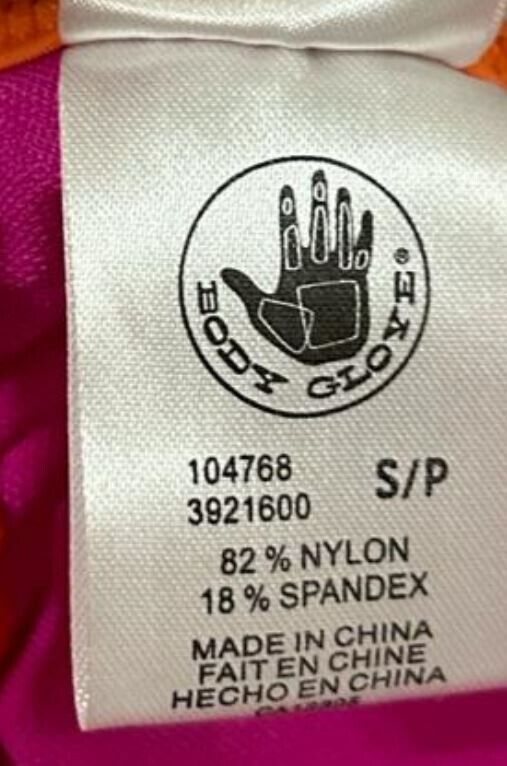 BODY GLOVE®
104768 S/P
3921600
82 % NYLON
18 % SPANDEX
MADE IN CHINA
FAIT EN CHINE
HECHO EN CHINA